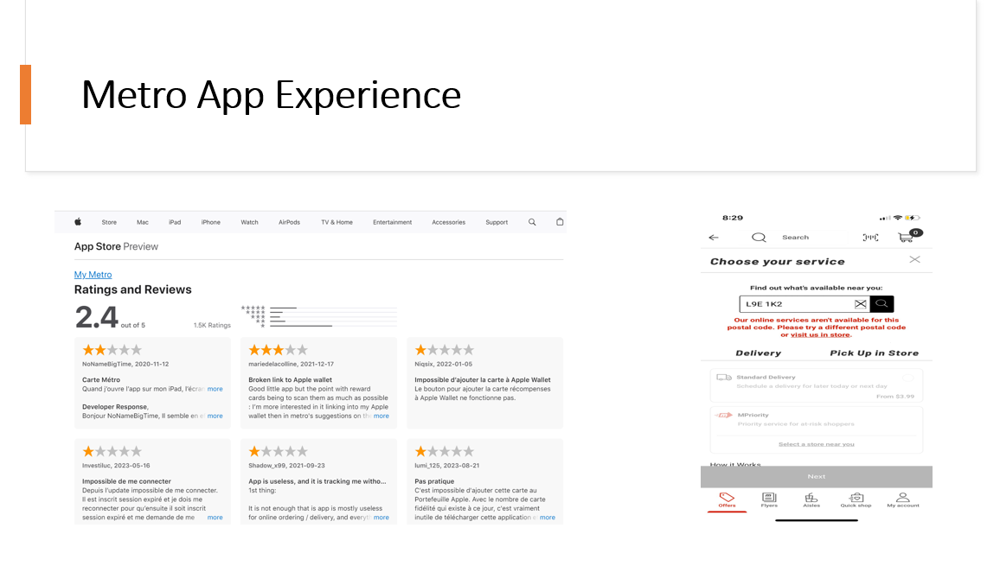 Metro App Experience
Store Mac iPad iPhone Watch AirPods TV & Home Entertainment Accessories Support
App Store Preview
My Metro
Ratings and Reviews
2.4 out of 5
1.5K Ratings
NoNameBigTime, 2020-11-12
Carte Métro
Quand j'ouvre l'app sur mon iPad, l'écran more
Developer Response,
Bonjour NoNameBigTime, Il semble en more
mariedelacolline, 2021-12-17
Broken link to Apple wallet
Good little app but the point with reward
cards being to scan them as much as possible
: I'm more interested in it linking into my Apple
wallet then in metro's suggestions on the more
Niqsix, 2022-01-05
Impossible d'ajouter la carte à Apple Wallet
Le bouton pour ajouter la carte récompenses
à Apple Wallet ne fonctionne pas.
Investiluc, 2023-05-16
Impossible de me connecter
Depuis l'update impossible de me connecter.
Il est inscrit session expiré et je dois me
reconnecter pour qu'ensuite il soit inscrit
session expiré et me demande de me more
Shadow_x99, 2021-09-23
App is useless, and it is tracking me witho...
1st thing:
It is not enough that app is mostly useless
for online ordering / delivery, and everyt more
lumi_125, 2023-08-21
Pas pratique
C'est impossible d'ajouter cette carte au
Portefeuille Apple. Avec le nombre de carte
fidélité qui existe à ce jour, c'est vraiment
inutile de télécharger cette application more
8:29
Search
0
Choose your service
Find out what's available near you:
L9E 1K2
Our online services aren't available for this
postal code. Please try a different postal code
or visit us in store.
Delivery Pick Up in Store
Standard Delivery
Schedule a delivery for later today or next day
From $3.99
MPriority
Priority service for at-risk shoppers
Select a store near you
How it Works
Next
Offers Flyers Aisles Quick shop My account